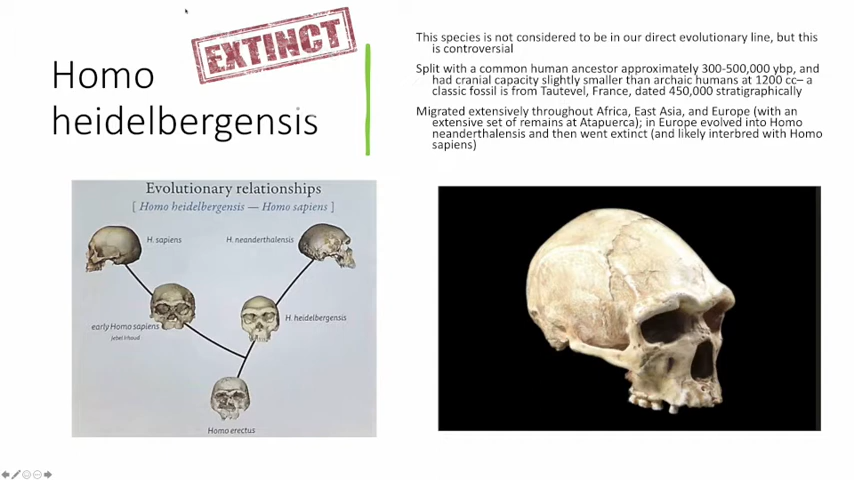 EXTINCT
Homo
heidelbergensis
This species is not considered to be in our direct evolutionary line, but this
is controversial
Split with a common human ancestor approximately 300-500,000 ybp, and
had cranial capacity slightly smaller than archaic humans at 1200 cc– a
classic fossil is from Tautevel, France, dated 450,000 stratigraphically
Migrated extensively throughout Africa, East Asia, and Europe (with an
extensive set of remains at Atapuerca); in Europe evolved into Homo
neanderthalensis and then went extinct (and likely interbred with Homo
sapiens)
Evolutionary relationships
[ Homo heidelbergensis — Homo sapiens ]
H. sapiens
H. neanderthalensis
H. heidelbergensis
early Homo sapiens
Jebel Irhoud
Homo erectus